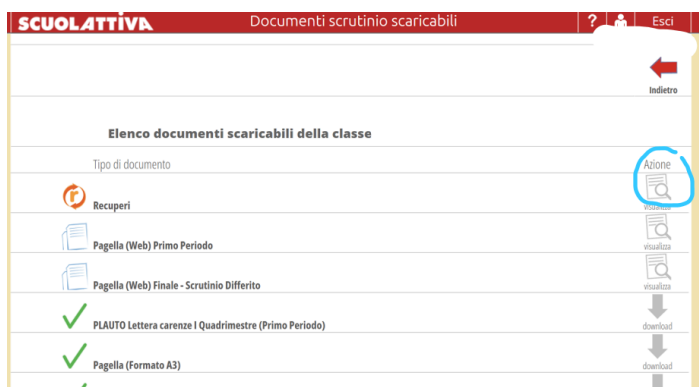 SCUOLATTIVA Documenti scrutinio scaricabili ? Esci
Indietro
Elenco documenti scaricabili della classe
Tipo di documento Azione
Recuperi visualizza
Pagella (Web) Primo Periodo visualizza
Pagella (Web) Finale - Scrutinio Differito visualizza
PLAUTO Lettera carenze I Quadrimestre (Primo Periodo) download
Pagella (Formato A3) download